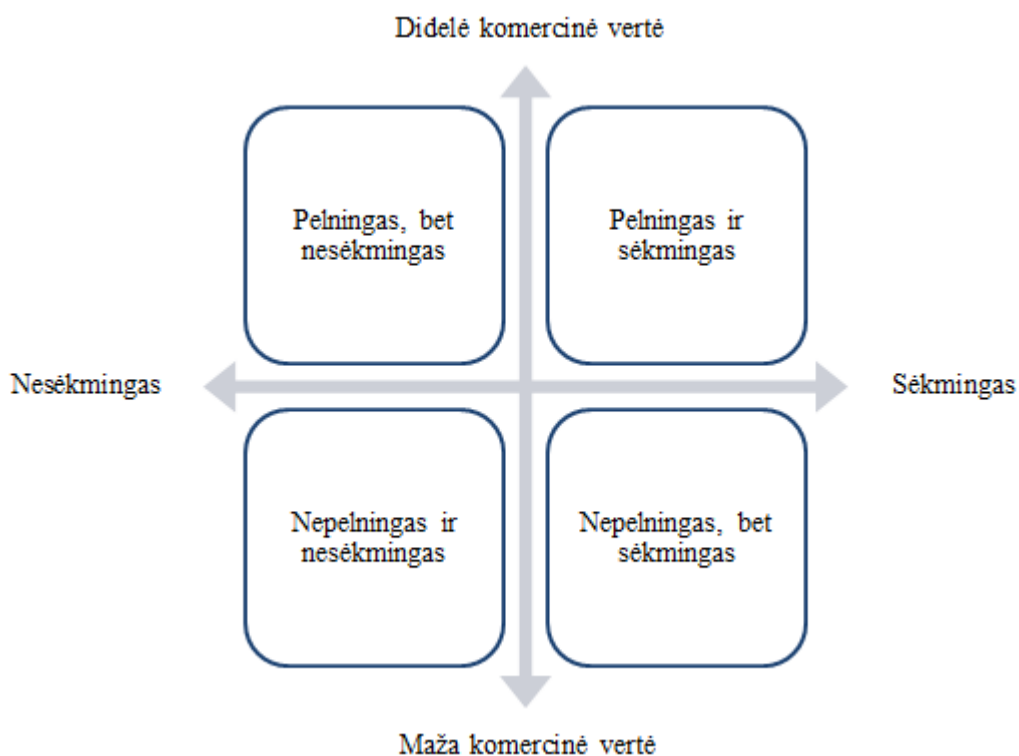 Didelė komercinė vertė
Pelningas, bet
nesėkmingas
Pelningas ir
sėkmingas
Nesėkmingas
Sėkmingas
Nepelningas ir
nesėkmingas
Nepelningas, bet
sėkmingas
Maža komercinė vertė